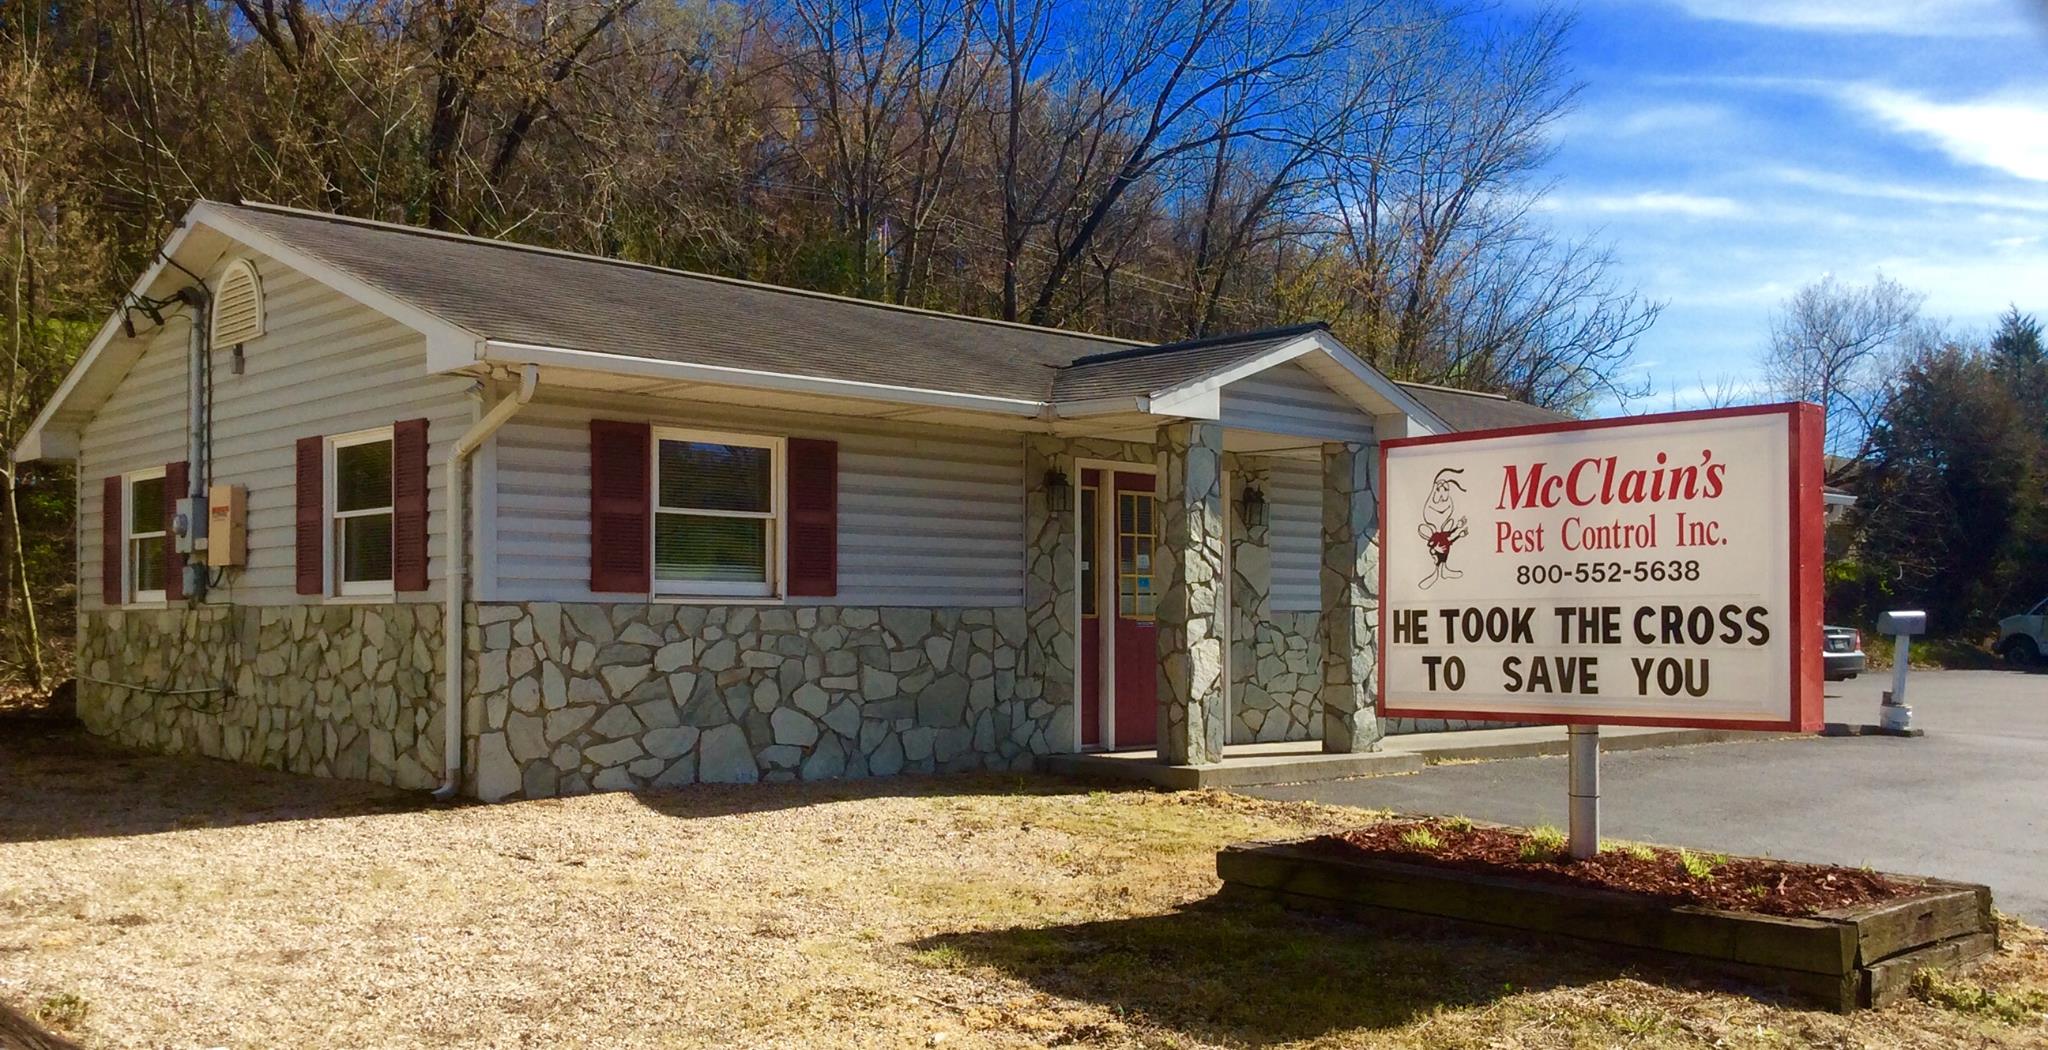 McClain's
Pest Control Inc.
800-552-5638
HE TOOK THE CROSS
TO SAVE YOU